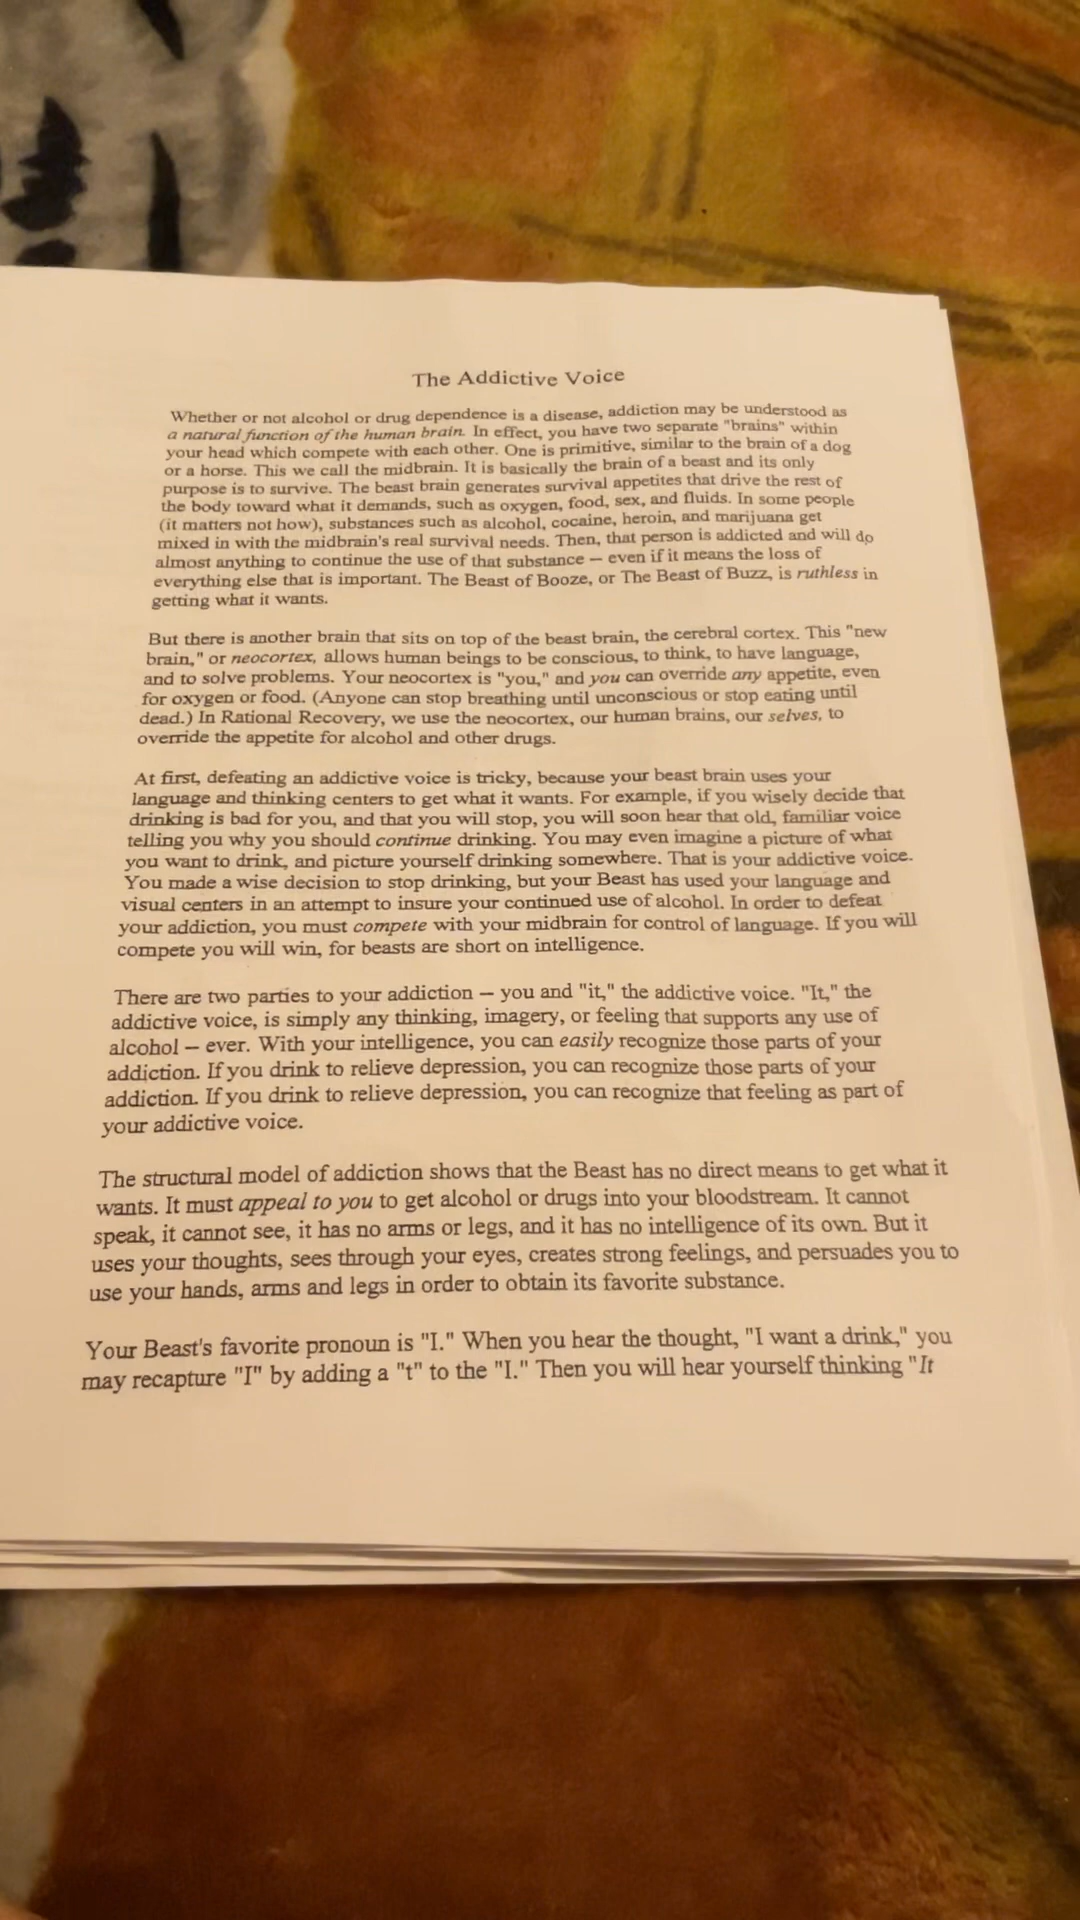 The Addictive Voice
Whether or not alcohol or drug dependence is a disease, addiction may be understood as
a natural function of the human brain. In effect, you have two separate "brains" within
your head which compete with each other. One is primitive, similar to the brain of a dog
or a horse. This we call the midbrain. It is basically the brain of a beast and its only
purpose is to survive. The beast brain generates survival appetites that drive the rest of
the body toward what it demands, such as oxygen, food, sex, and fluids. In some people
(it matters not how), substances such as alcohol, cocaine, heroin, and marijuana get
mixed in with the midbrain's real survival needs. Then, that person is addicted and will do
almost anything to continue the use of that substance – even if it means the loss of
everything else that is important. The Beast of Booze, or The Beast of Buzz, is ruthless in
getting what it wants.
But there is another brain that sits on top of the beast brain, the cerebral cortex. This "new
brain," or neocortex, allows human beings to be conscious, to think, to have language,
and to solve problems. Your neocortex is "you," and you can override any appetite, even
for oxygen or food. (Anyone can stop breathing until unconscious or stop eating until
dead.) In Rational Recovery, we use the neocortex, our human brains, our selves, to
override the appetite for alcohol and other drugs.
At first, defeating an addictive voice is tricky, because your beast brain uses your
language and thinking centers to get what it wants. For example, if you wisely decide that
drinking is bad for you, and that you will stop, you will soon hear that old, familiar voice
telling you why you should continue drinking. You may even imagine a picture of what
you want to drink, and picture yourself drinking somewhere. That is your addictive voice.
You made a wise decision to stop drinking, but your Beast has used your language and
visual centers in an attempt to insure your continued use of alcohol. In order to defeat
your addiction, you must compete with your midbrain for control of language. If you will
compete you will win, for beasts are short on intelligence.
There are two parties to your addiction – you and "it," the addictive voice. "It," the
addictive voice, is simply any thinking, imagery, or feeling that supports any use of
alcohol – ever. With your intelligence, you can easily recognize those parts of your
addiction. If you drink to relieve depression, you can recognize those parts of your
addiction. If you drink to relieve depression, you can recognize that feeling as part of
your addictive voice.
The structural model of addiction shows that the Beast has no direct means to get what it
wants. It must appeal to you to get alcohol or drugs into your bloodstream. It cannot
speak, it cannot see, it has no arms or legs, and it has no intelligence of its own. But it
uses your thoughts, sees through your eyes, creates strong feelings, and persuades you to
use your hands, arms and legs in order to obtain its favorite substance.
Your Beast's favorite pronoun is "I." When you hear the thought, "I want a drink," you
may recapture "I" by adding a "t" to the "I." Then you will hear yourself thinking "It